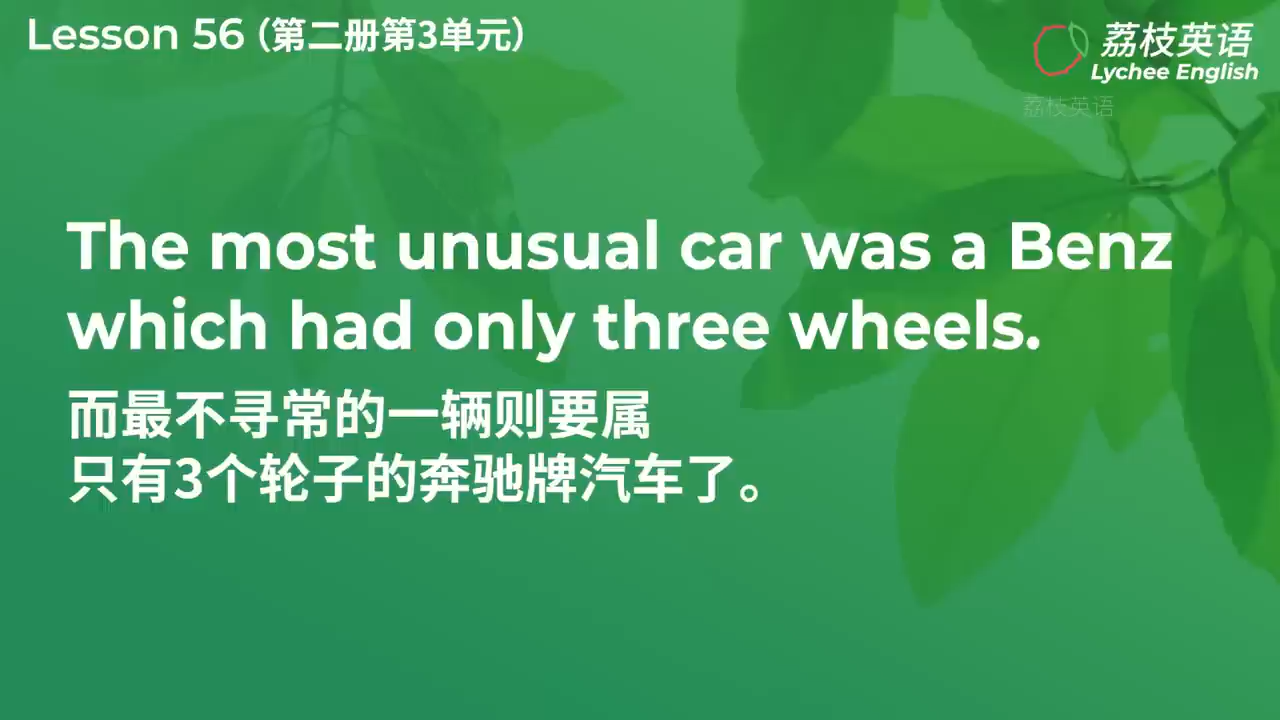 Lesson 56 (第二册第3单元)
荔枝英语
Lychee English
荔枝英语
The most unusual car was a Benz
which had only three wheels.
而最不寻常的一辆则要属
只有3个轮子的奔驰牌汽车了。